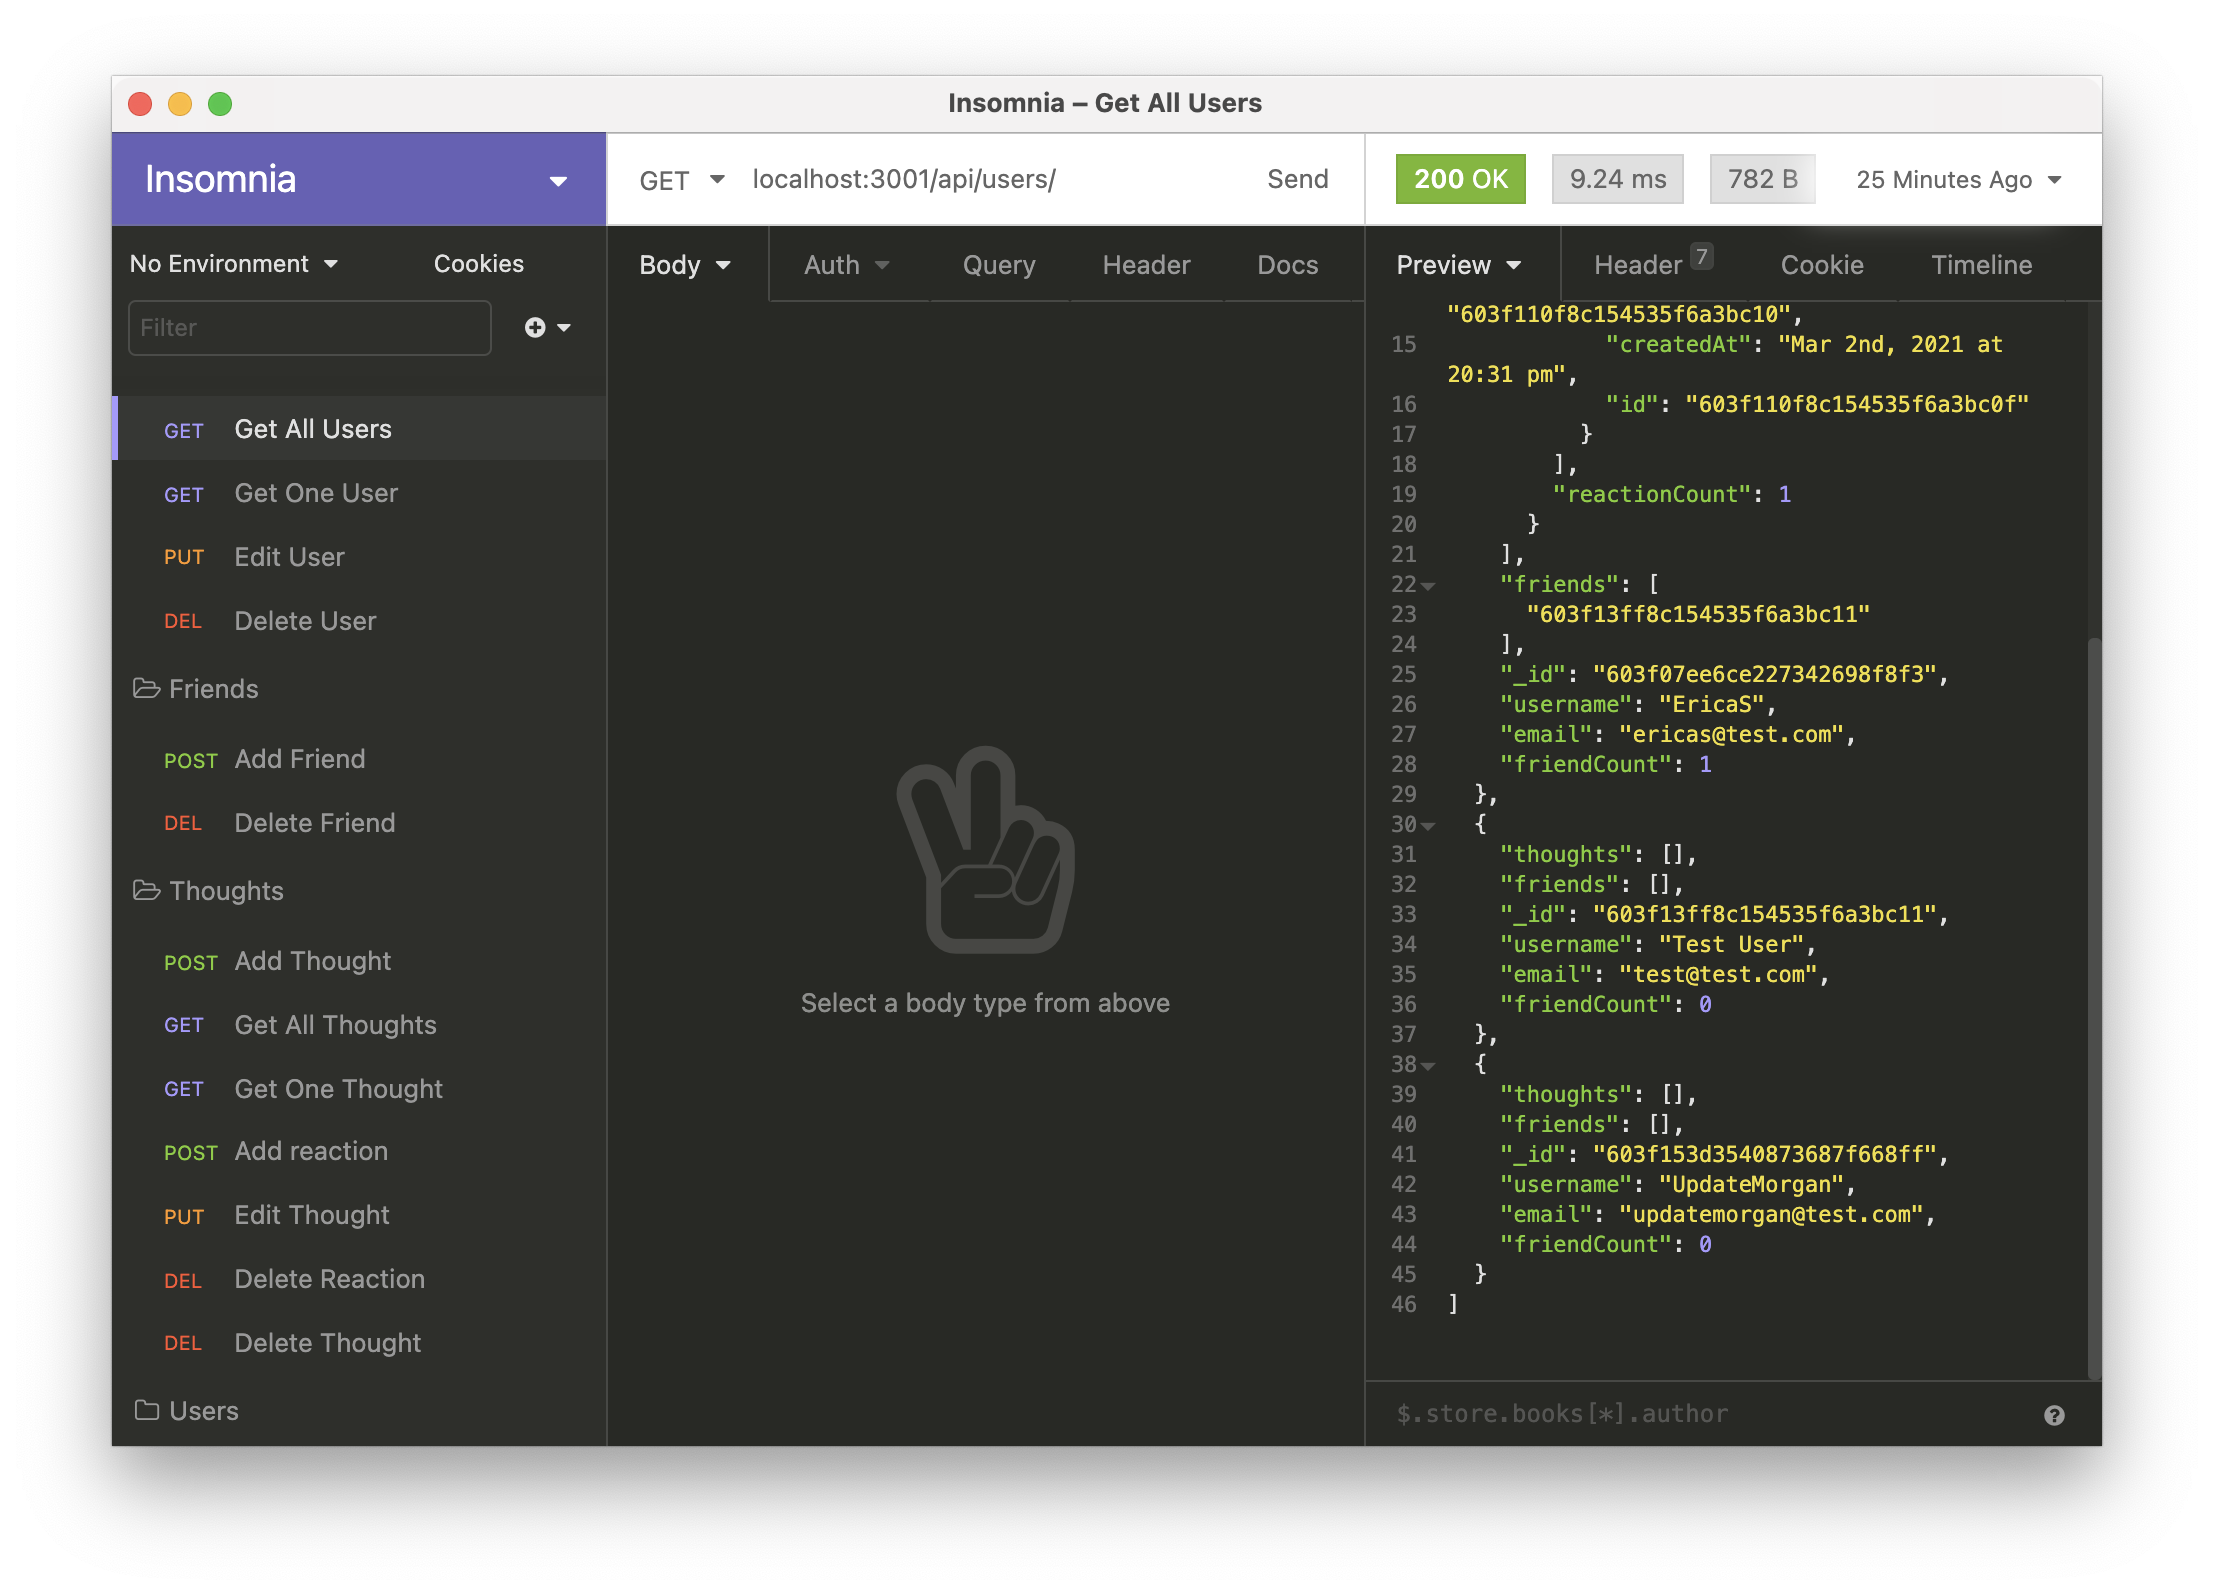 Insomnia – Get All Users
Insomnia
GET localhost:3001/api/users/ Send
200 OK 9.24 ms 782 B 25 Minutes Ago
No Environment Cookies
Filter
GET Get All Users
GET Get One User
PUT Edit User
DEL Delete User
Friends
POST Add Friend
DEL Delete Friend
Thoughts
POST Add Thought
GET Get All Thoughts
GET Get One Thought
POST Add reaction
PUT Edit Thought
DEL Delete Reaction
DEL Delete Thought
Users
Body Auth Query Header Docs
Select a body type from above
Preview Header 7 Cookie Timeline
"603f110f8c154535f6a3bc10",
15 "createdAt": "Mar 2nd, 2021 at
20:31 pm",
16 "id": "603f110f8c154535f6a3bc0f"
17 }
18 ],
19 "reactionCount": 1
20 }
21 ],
22 "friends": [
23 "603f13ff8c154535f6a3bc11"
24 ],
25 "_id": "603f07ee6ce227342698f8f3",
26 "username": "EricaS",
27 "email": "ericas@test.com",
28 "friendCount": 1
29 },
30 {
31 "thoughts": [],
32 "friends": [],
33 "_id": "603f13ff8c154535f6a3bc11",
34 "username": "Test User",
35 "email": "test@test.com",
36 "friendCount": 0
37 },
38 {
39 "thoughts": [],
40 "friends": [],
41 "_id": "603f153d3540873687f668ff",
42 "username": "UpdateMorgan",
43 "email": "updatemorgan@test.com",
44 "friendCount": 0
45 }
46 ]
$.store.books[*].author